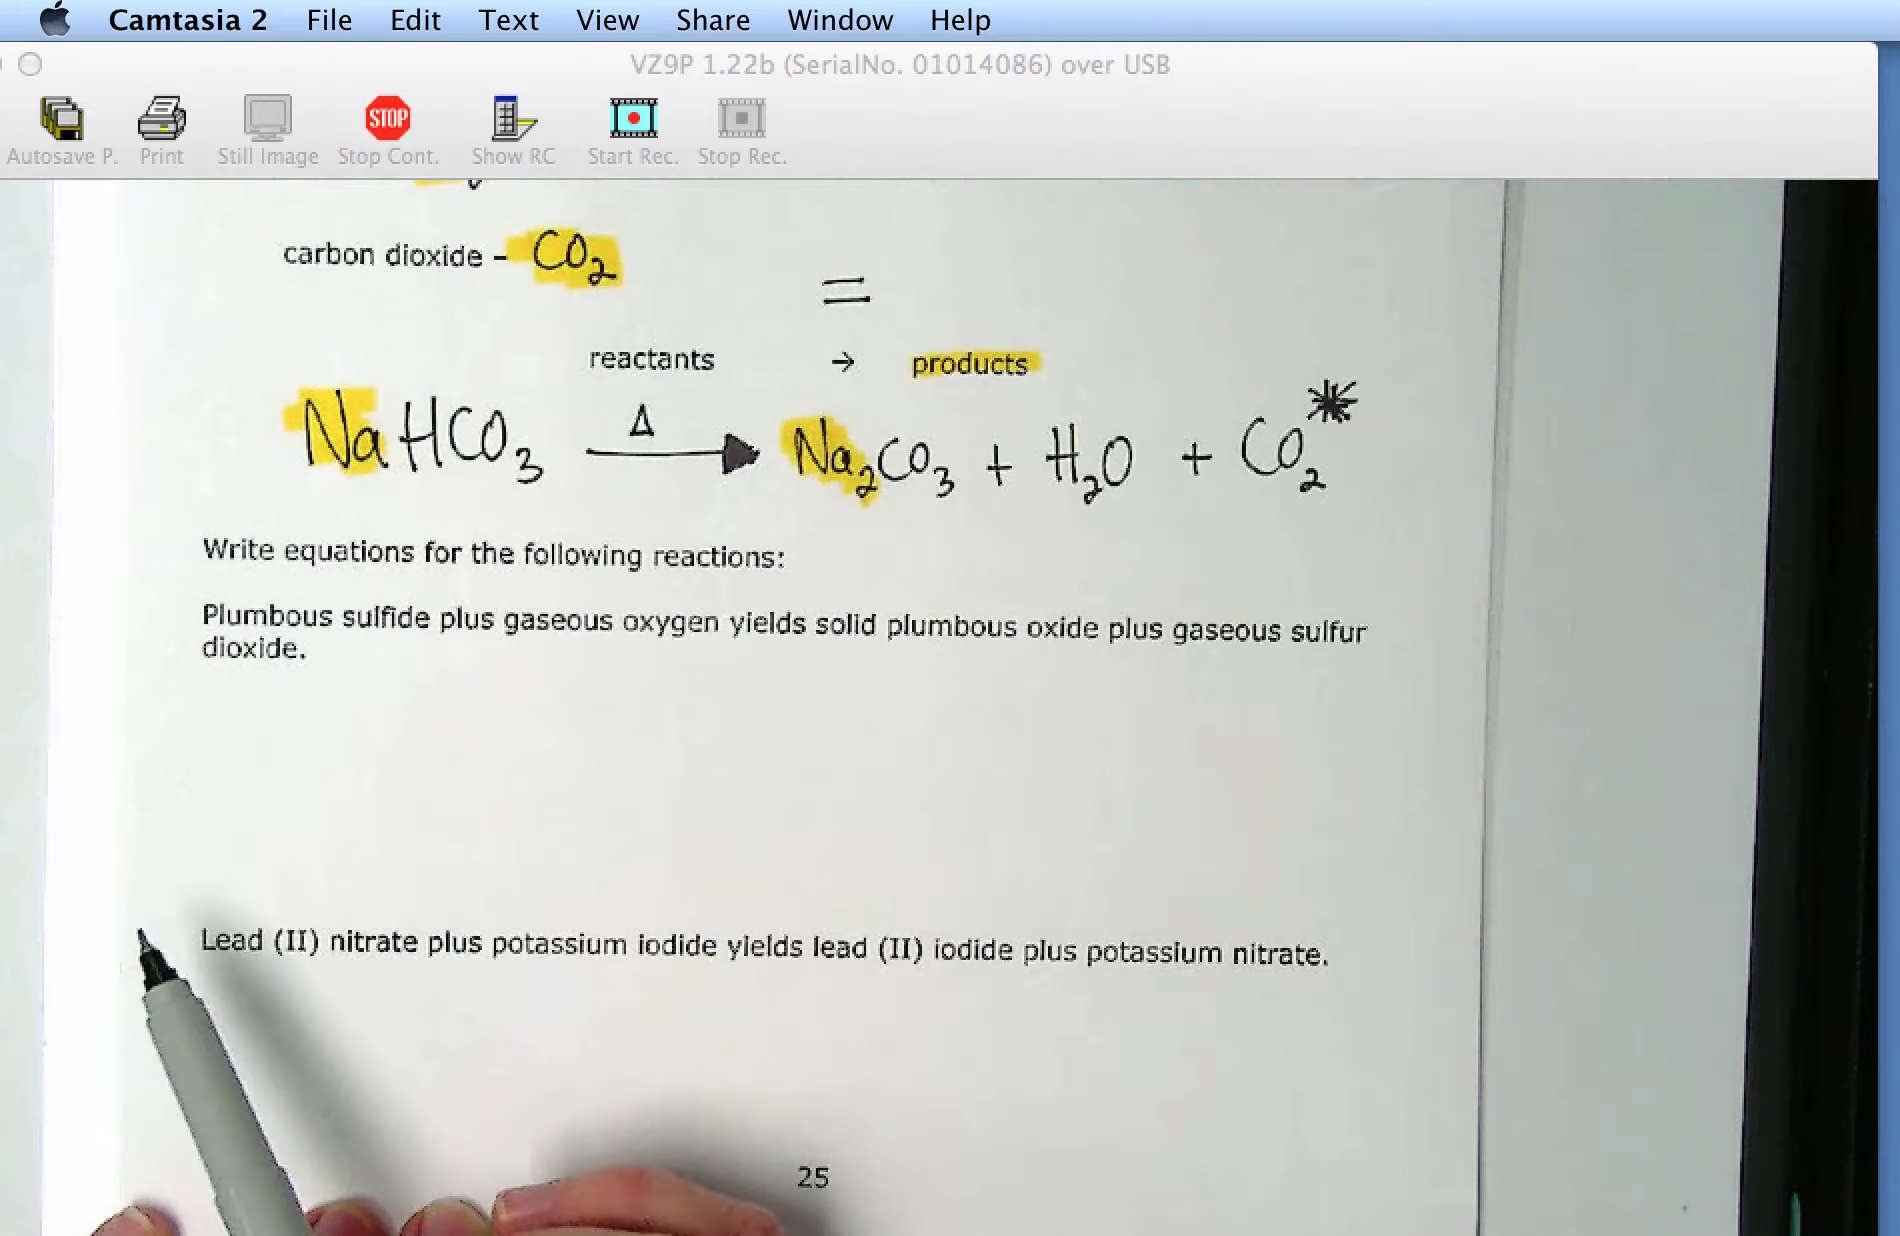 Camtasia 2 File Edit Text View Share Window Help
VZ9P 1.22b (SerialNo. 01014086) over USB
Autosave P. Print Still Image Stop Cont. Show RC Start Rec. Stop Rec.
STOP
carbon dioxide – CO₂
=
reactants → products
NaHCO₃ Δ → Na₂CO₃ + H₂O + CO₂*
Write equations for the following reactions:
Plumbous sulfide plus gaseous oxygen yields solid plumbous oxide plus gaseous sulfur
dioxide.
Lead (II) nitrate plus potassium iodide yields lead (II) iodide plus potassium nitrate.
25